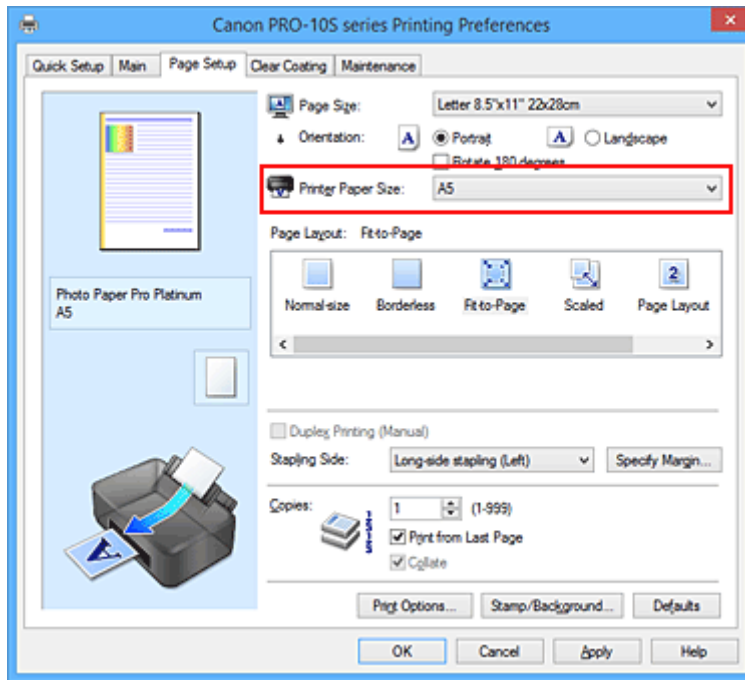 Canon PRO-10S series Printing Preferences
Quick Setup Main Page Setup Clear Coating Maintenance
Page Size: Letter 8.5"x11" 22x28cm
Orientation: A Portrait A Landscape
Rotate 180 degrees
Printer Paper Size: A5
Page Layout: Fit-to-Page
Normal-size Borderless Fit-to-Page Scaled Page Layout
Photo Paper Pro Platinum
A5
Duplex Printing (Manual)
Stapling Side: Long-side stapling (Left) Specify Margin...
Copies: 1 (1-999)
Print from Last Page
Collate
Print Options... Stamp/Background... Defaults
OK Cancel Apply Help